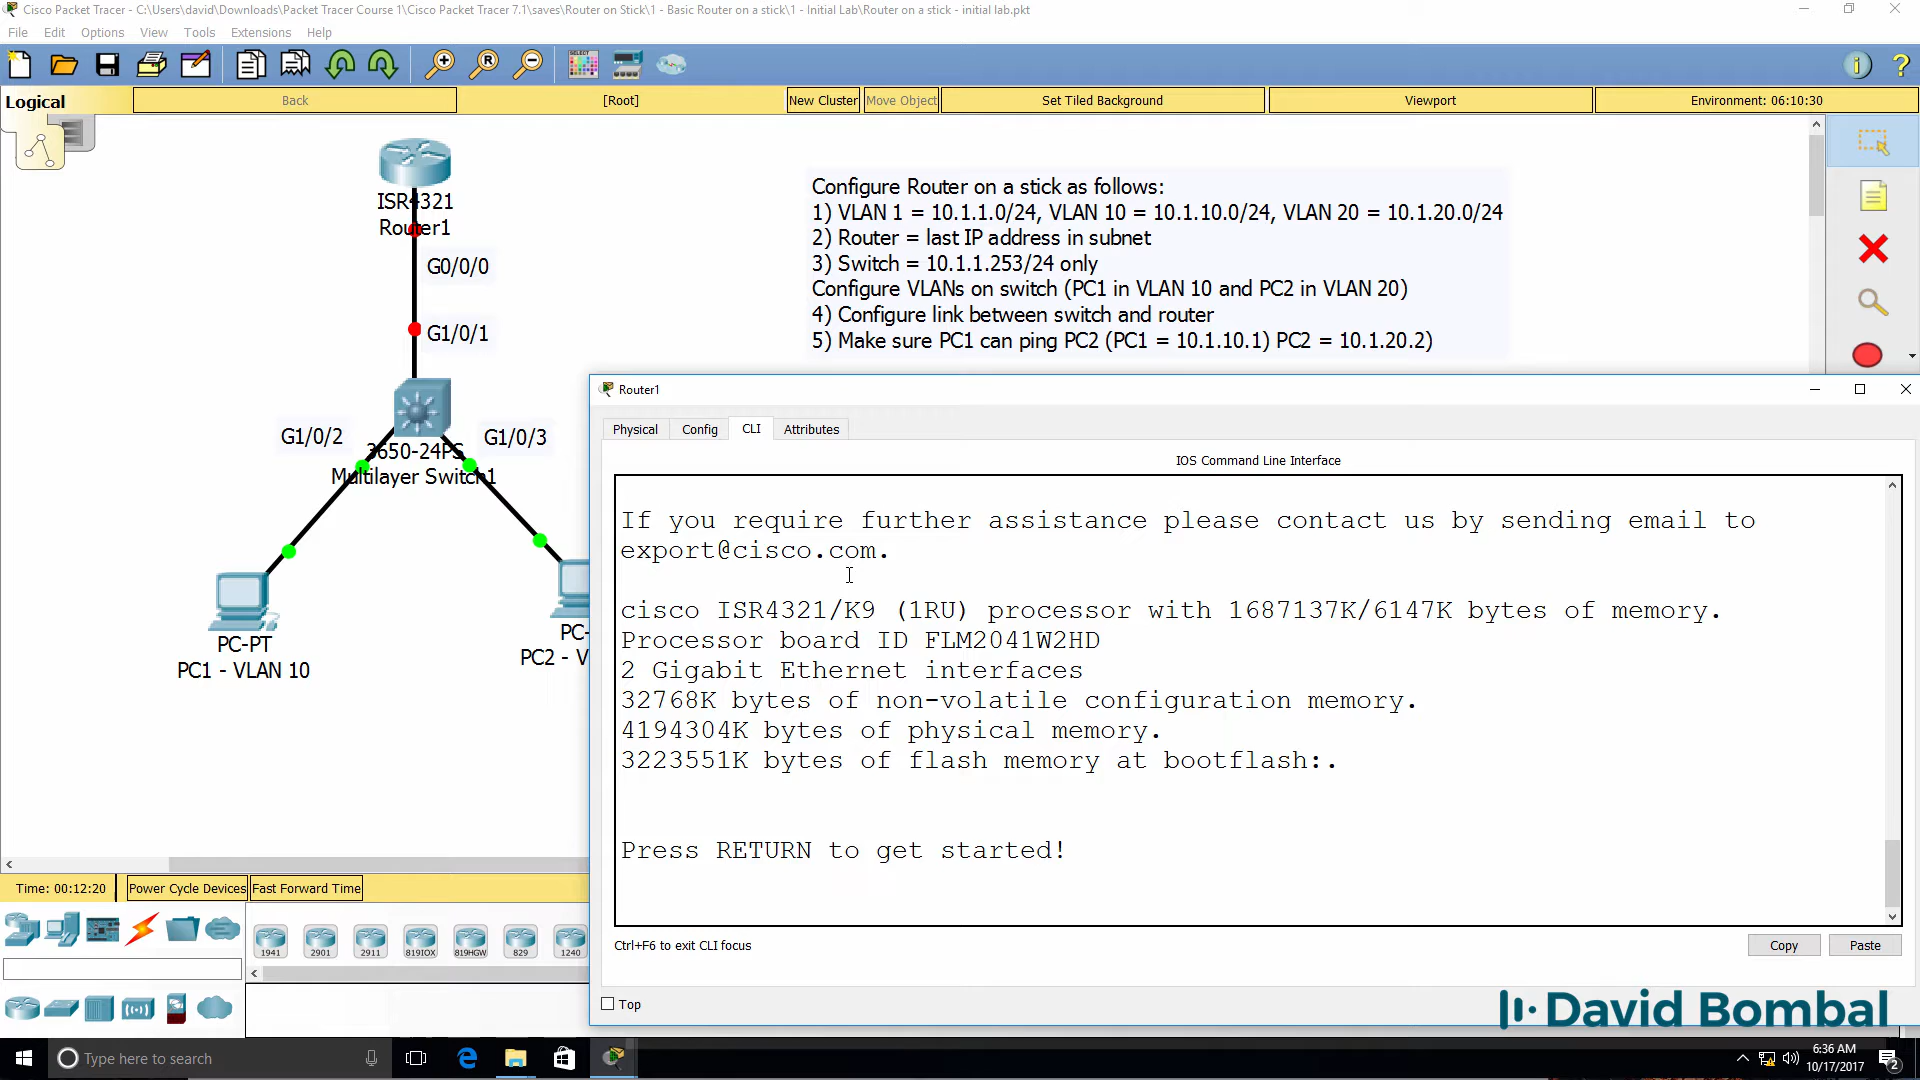 Cisco Packet Tracer - C:\Users\david\Downloads\Packet Tracer Course 1\Cisco Packet Tracer 7.1\saves\Router on Stick\1 - Basic Router on a stick\1 - Initial Lab\Router on a stick - initial lab.pkt
File Edit Options View Tools Extensions Help
Logical Back [Root] New Cluster Move Object Set Tiled Background Viewport Environment: 06:10:30
ISR4321
Router1
G0/0/0
G1/0/1
G1/0/2
G1/0/3
3650-24PS
Multilayer Switch1
PC-PT
PC1 - VLAN 10
PC-
PC2 - V
Configure Router on a stick as follows:
1) VLAN 1 = 10.1.1.0/24, VLAN 10 = 10.1.10.0/24, VLAN 20 = 10.1.20.0/24
2) Router = last IP address in subnet
3) Switch = 10.1.1.253/24 only
Configure VLANs on switch (PC1 in VLAN 10 and PC2 in VLAN 20)
4) Configure link between switch and router
5) Make sure PC1 can ping PC2 (PC1 = 10.1.10.1) PC2 = 10.1.20.2)
Router1
Physical Config CLI Attributes
IOS Command Line Interface
If you require further assistance please contact us by sending email to
export@cisco.com.
cisco ISR4321/K9 (1RU) processor with 1687137K/6147K bytes of memory.
Processor board ID FLM2041W2HD
2 Gigabit Ethernet interfaces
32768K bytes of non-volatile configuration memory.
4194304K bytes of physical memory.
3223551K bytes of flash memory at bootflash:.
Press RETURN to get started!
Ctrl+F6 to exit CLI focus
Copy Paste
Top
Time: 00:12:20 Power Cycle Devices Fast Forward Time
1941 2901 2911 819IOX 819HGW 829 1240
David Bombal
Type here to search
6:36 AM
10/17/2017
2